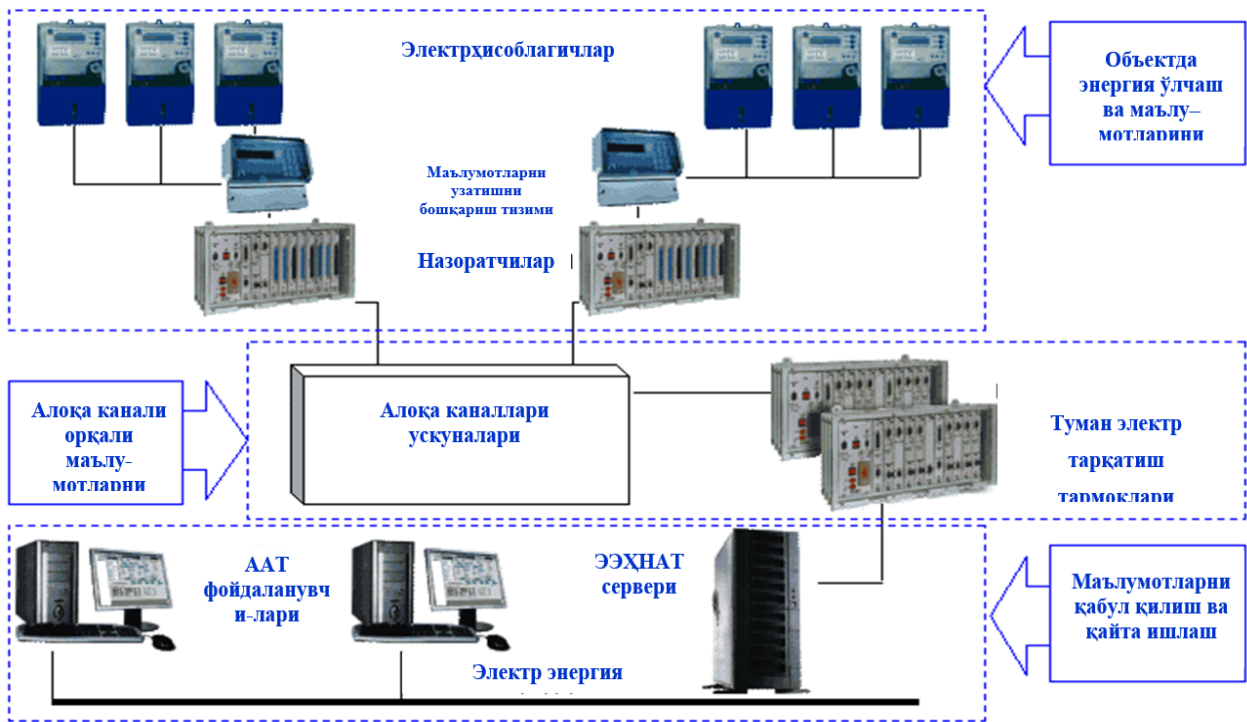 Электрҳисоблагичлар
Объектда
энергия ўлчаш
ва маълу–
мотларини
Маълумотларни
узатишни
бошқариш тизими
Назоратчилар
Алоқа канали
орқали
маълу-
мотларни
Алоқа каналлари
ускуналари
Туман электр
тарқатиш
тармоклари
ААТ
фойдаланувч
и-лари
ЭЭҲНАТ
сервери
Маълумотларни
қабул қилиш ва
қайта ишлаш
Электр энергия